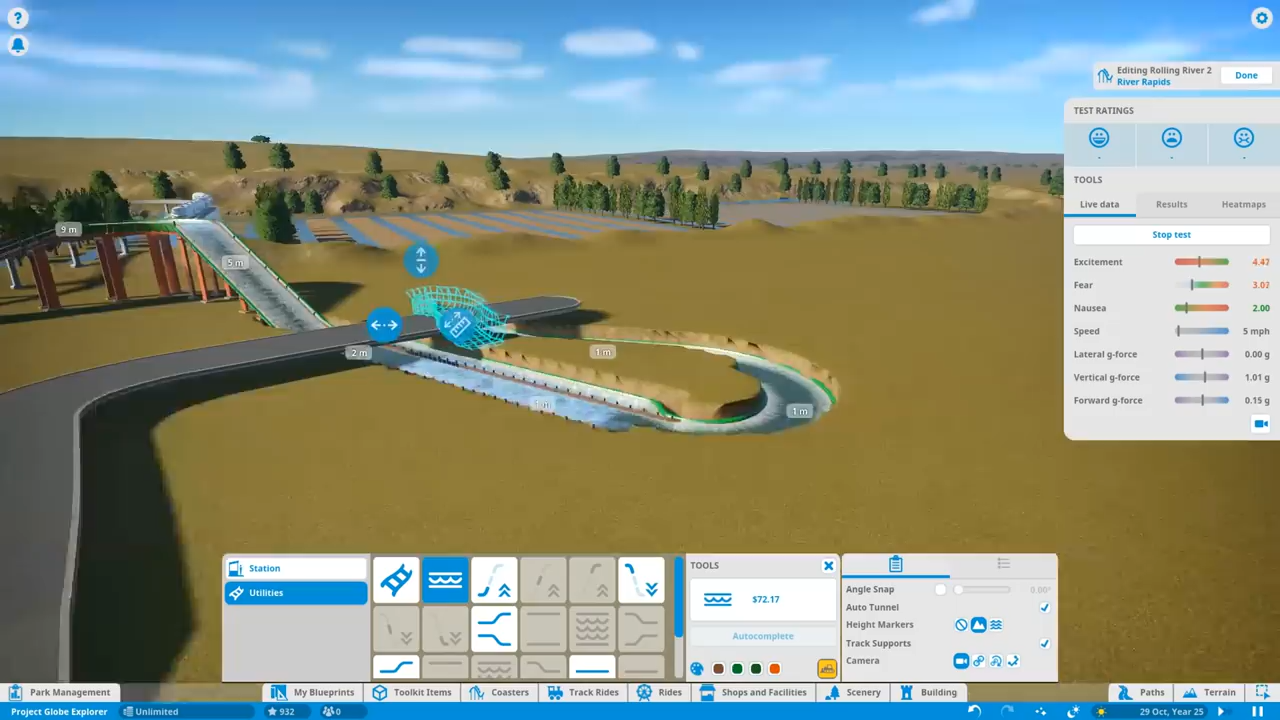 ?
Editing Rolling River 2
River Rapids
Done
TEST RATINGS
- - -
TOOLS
Live data Results Heatmaps
Stop test
Excitement 4.42
Fear 3.02
Nausea 2.00
Speed 5 mph
Lateral g-force 0.00 g
Vertical g-force 1.01 g
Forward g-force 0.15 g
9 m
5 m
2 m
1 m
1 m
Station
Utilities
TOOLS
$72.17
Autocomplete
Angle Snap 0.00°
Auto Tunnel
Height Markers
Track Supports
Camera
Park Management My Blueprints Toolkit Items Coasters Track Rides Rides Shops and Facilities Scenery Building Paths Terrain
Project Globe Explorer Unlimited 932 0 29 Oct, Year 25